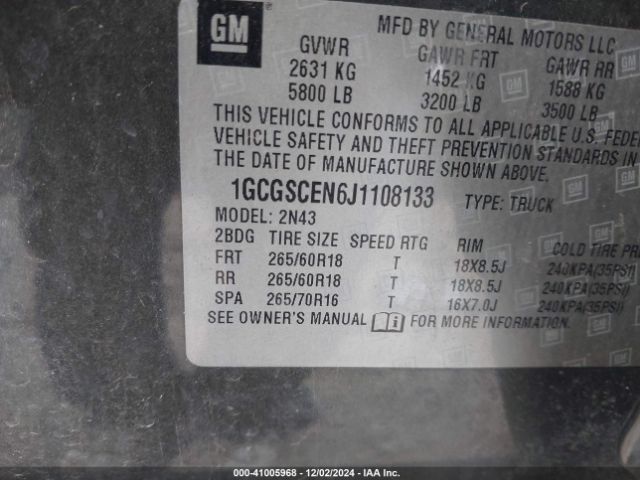 GM
MFD BY GENERAL MOTORS LLC
GVWR GAWR FRT GAWR RR
2631 KG 1452 KG 1588 KG
5800 LB 3200 LB 3500 LB
THIS VEHICLE CONFORMS TO ALL APPLICABLE U.S. FEDE
VEHICLE SAFETY AND THEFT PREVENTION STANDARDS
THE DATE OF MANUFACTURE SHOWN ABOVE.
1GCGSCEN6J1108133 TYPE: TRUCK
MODEL: 2N43
2BDG TIRE SIZE SPEED RTG RIM COLD TIRE PR
FRT 265/60R18 T 18X8.5J 240KPA(35PSI)
RR 265/60R18 T 18X8.5J 240KPA(35PSI)
SPA 265/70R16 T 16X7.0J 240KPA(35PSI)
SEE OWNER'S MANUAL FOR MORE INFORMATION.
000-41005968 • 12/02/2024 • IAA Inc.